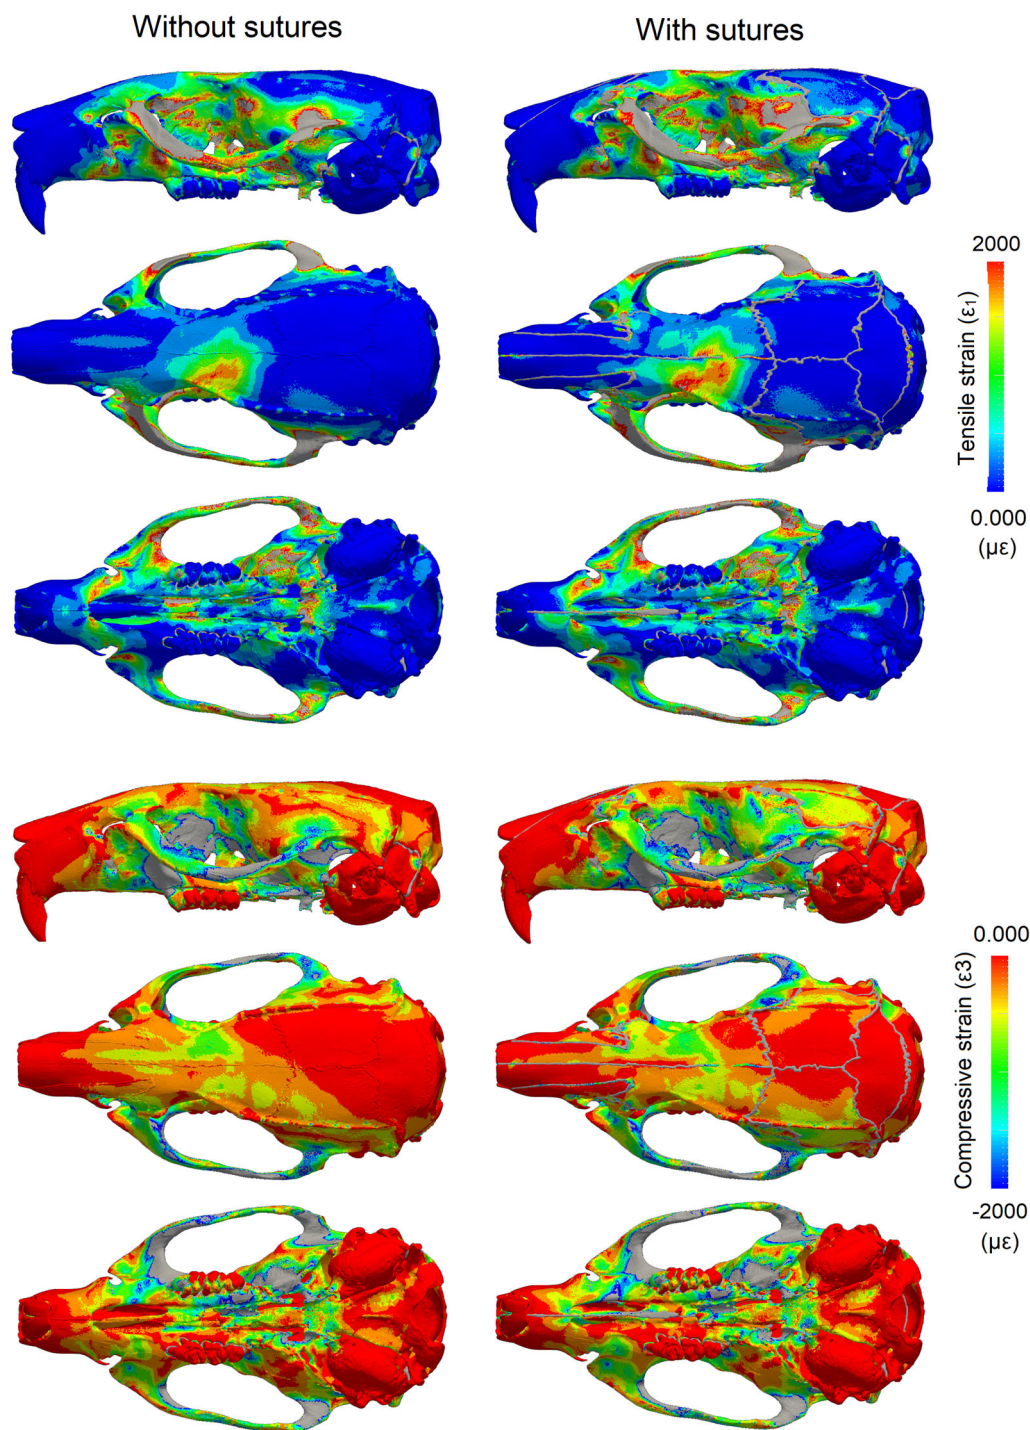 Without sutures
With sutures
2000
Tensile strain (ε₁)
0.000
(με)
0.000
Compressive strain (ε3)
-2000
(με)